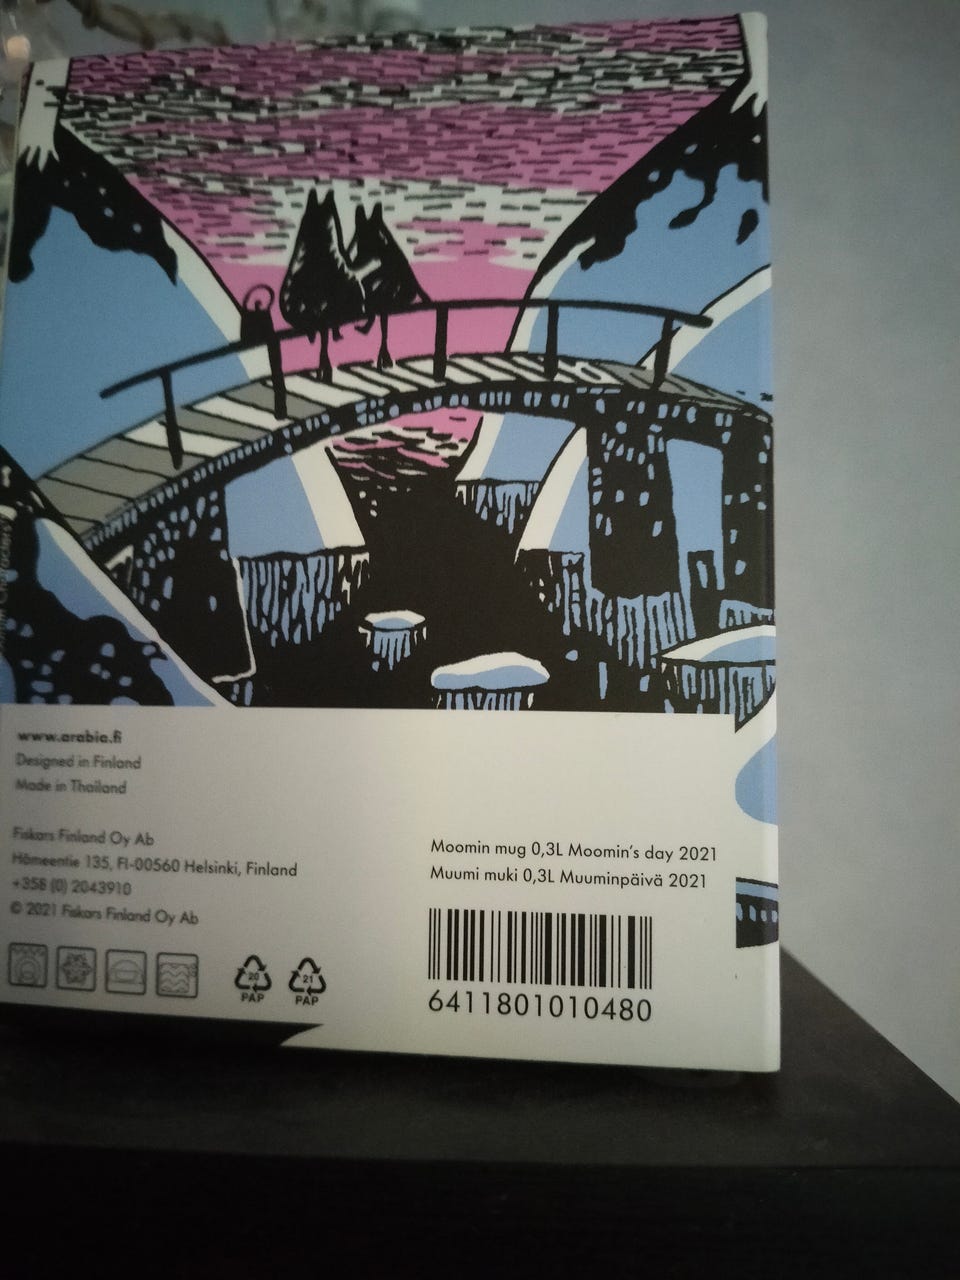 www.arabia.fi
Designed in Finland
Made in Thailand
Fiskars Finland Oy Ab
Hämeentie 135, FI-00560 Helsinki, Finland
+358 (0) 2043910
© 2021 Fiskars Finland Oy Ab
20
PAP
21
PAP
Moomin mug 0,3L Moomin's day 2021
Muumi muki 0,3L Muuminpäivä 2021
6411801010480